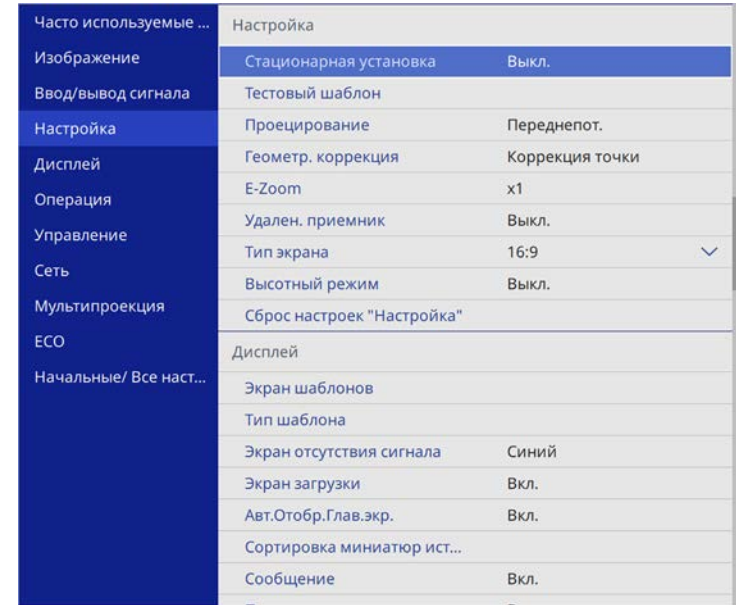 Часто используемые ...
Изображение
Ввод/вывод сигнала
Настройка
Дисплей
Операция
Управление
Сеть
Мультипроекция
ECO
Начальные/ Все наст...
Настройка
Стационарная установка Выкл.
Тестовый шаблон
Проецирование Переднепот.
Геометр. коррекция Коррекция точки
E-Zoom x1
Удален. приемник Выкл.
Тип экрана 16:9
Высотный режим Выкл.
Сброс настроек "Настройка"
Дисплей
Экран шаблонов
Тип шаблона
Экран отсутствия сигнала Синий
Экран загрузки Вкл.
Авт.Отобр.Глав.экр. Вкл.
Сортировка миниатюр ист...
Сообщение Вкл.